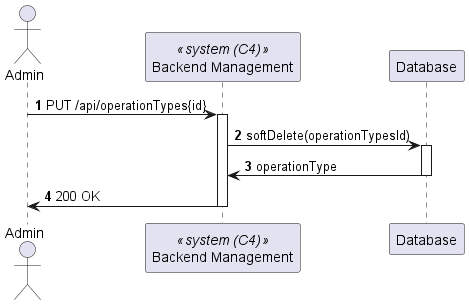 Admin
« system (C4) »
Backend Management
Database
1 PUT /api/operationTypes{id}
2 softDelete(operationTypesId)
3 operationType
4 200 OK
Admin
« system (C4) »
Backend Management
Database